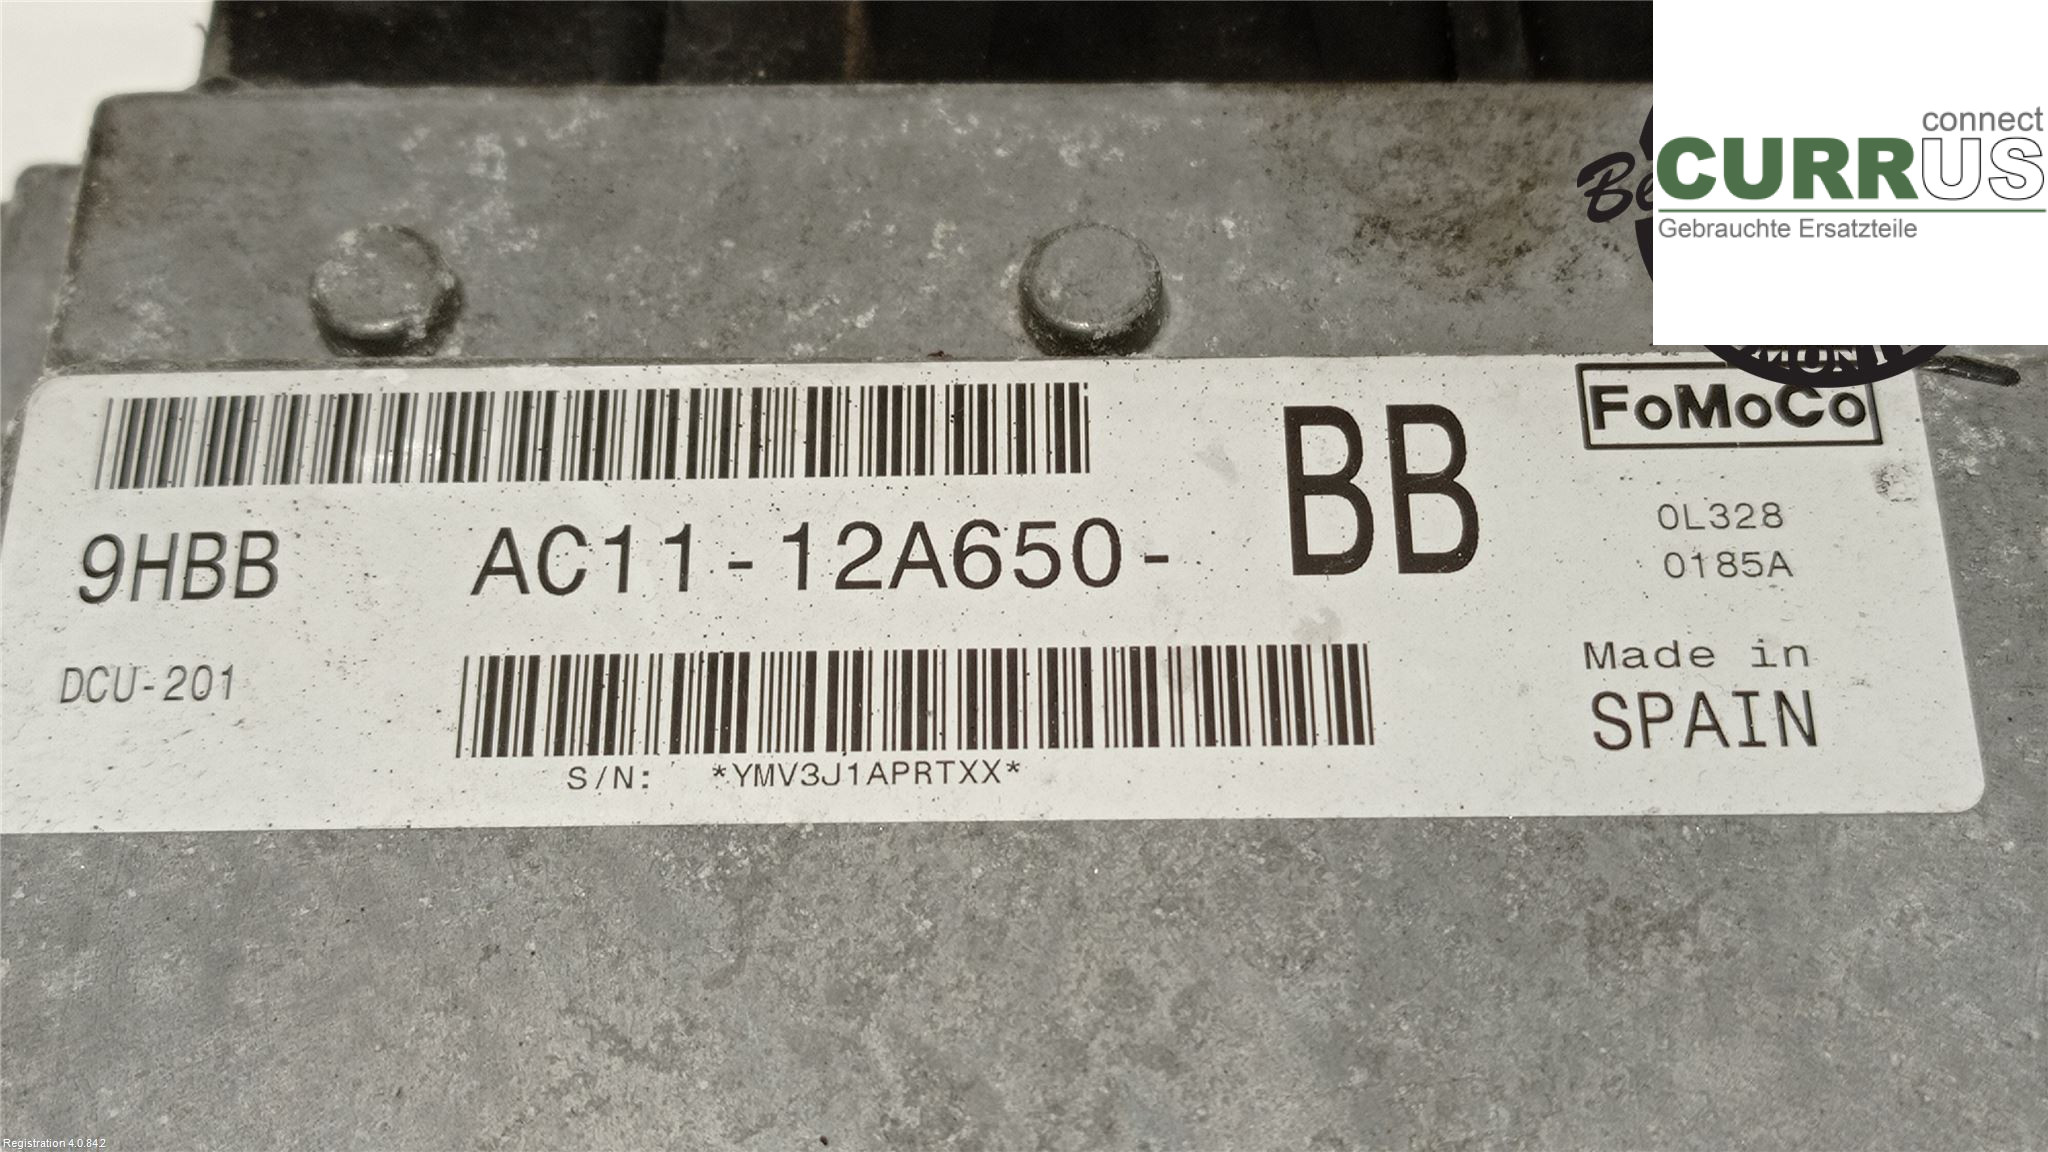 connect
CURRUS
Gebrauchte Ersatzteile
Be
FoMoCo
BB
9HBB AC11-12A650-
0L328
0185A
DCU-201
Made in
SPAIN
S/N: *YMV3J1APRTXX*
Registration 4.0.842